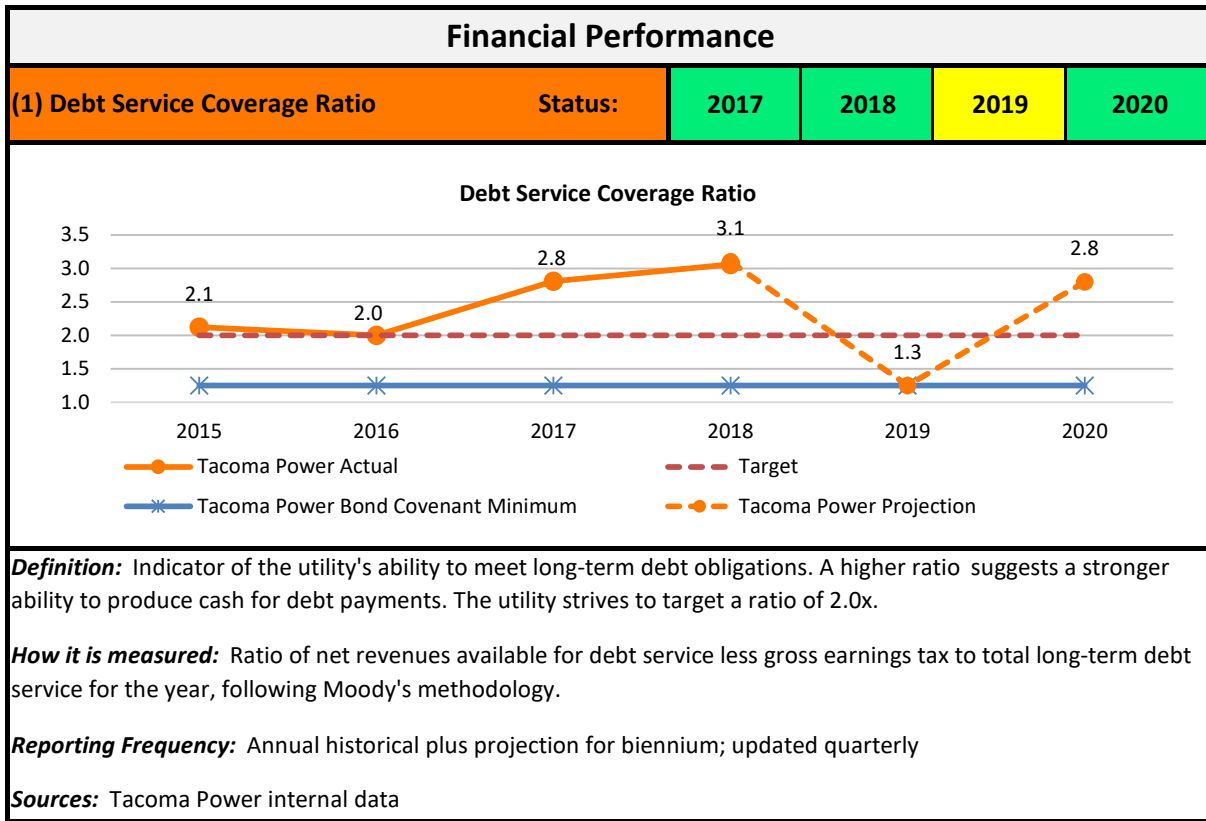 Financial Performance
(1) Debt Service Coverage Ratio Status: 2017 2018 2019 2020
Debt Service Coverage Ratio
3.5
3.0
2.5
2.0
1.5
1.0
2.1
2.0
2.8
3.1
1.3
2.8
2015 2016 2017 2018 2019 2020
Tacoma Power Actual Target
Tacoma Power Bond Covenant Minimum Tacoma Power Projection
Definition: Indicator of the utility's ability to meet long-term debt obligations. A higher ratio suggests a stronger
ability to produce cash for debt payments. The utility strives to target a ratio of 2.0x.
How it is measured: Ratio of net revenues available for debt service less gross earnings tax to total long-term debt
service for the year, following Moody's methodology.
Reporting Frequency: Annual historical plus projection for biennium; updated quarterly
Sources: Tacoma Power internal data